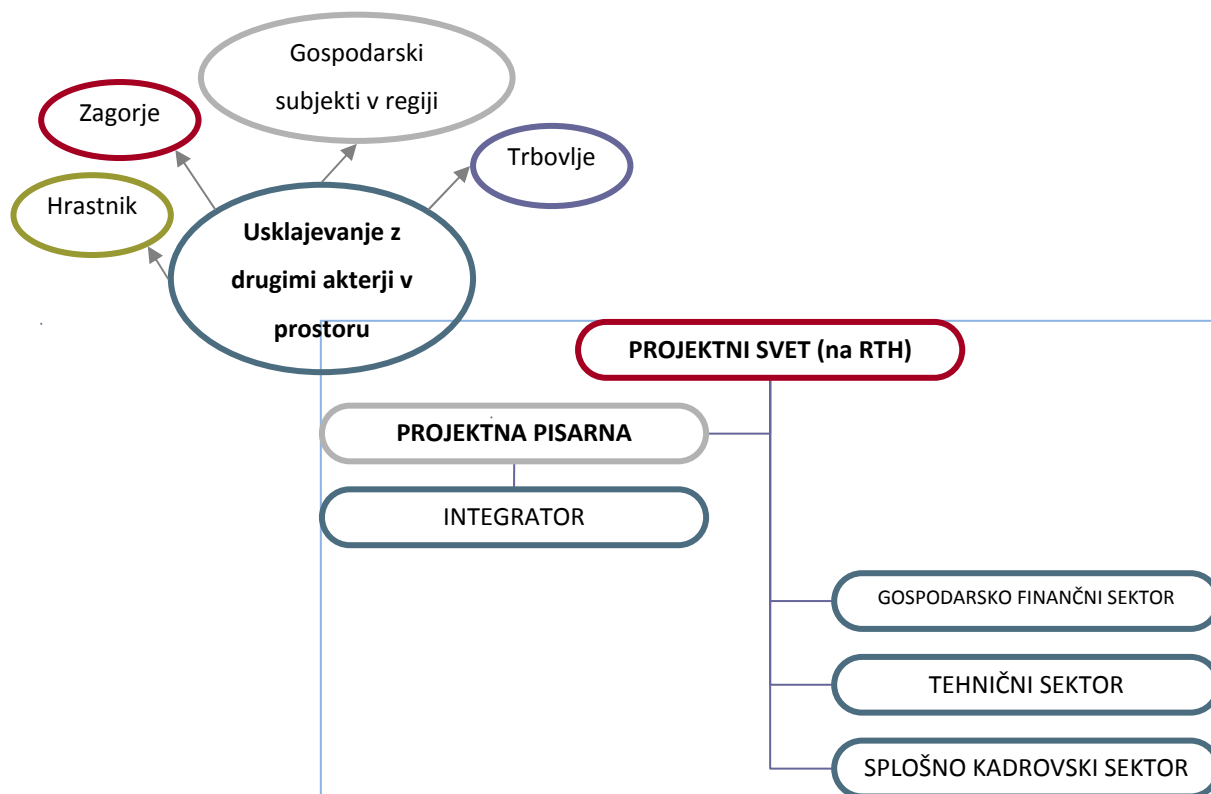 Gospodarski
subjekti v regiji
Zagorje
Trbovlje
Hrastnik
Usklajevanje z
drugimi akterji v
prostoru
PROJEKTNI SVET (na RTH)
PROJEKTNA PISARNA
INTEGRATOR
GOSPODARSKO FINANČNI SEKTOR
TEHNIČNI SEKTOR
SPLOŠNO KADROVSKI SEKTOR